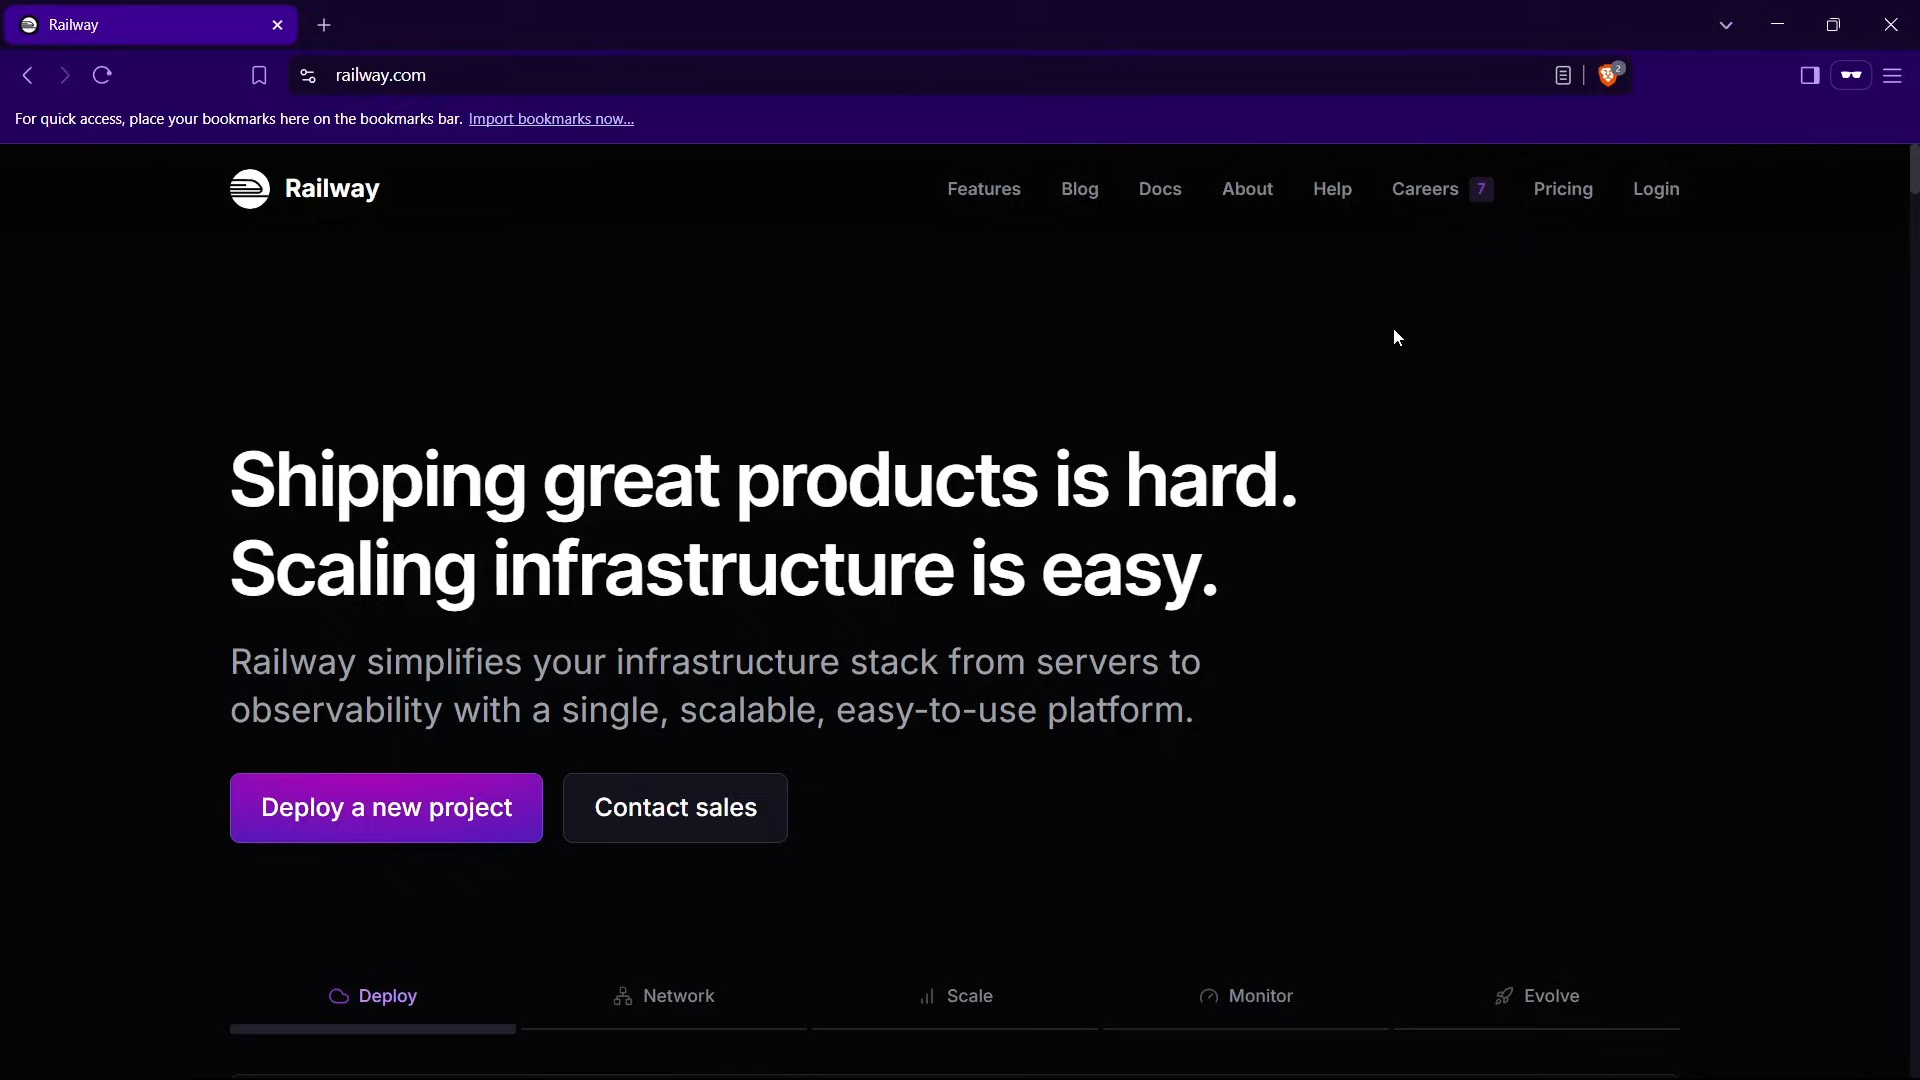 Railway
railway.com
2
For quick access, place your bookmarks here on the bookmarks bar. Import bookmarks now...
Railway
Features
Blog
Docs
About
Help
Careers 7
Pricing
Login
Shipping great products is hard.
Scaling infrastructure is easy.
Railway simplifies your infrastructure stack from servers to
observability with a single, scalable, easy-to-use platform.
Deploy a new project
Contact sales
Deploy
Network
Scale
Monitor
Evolve